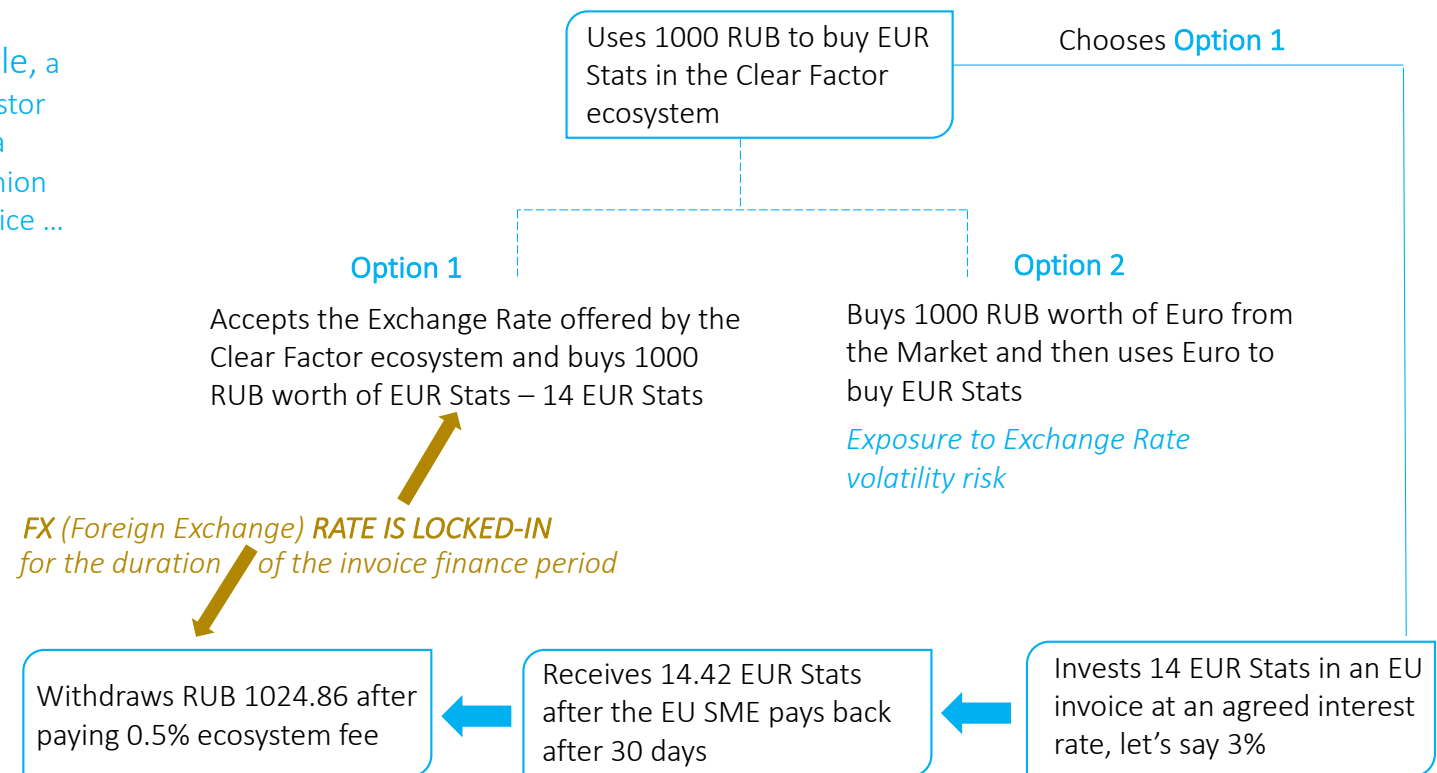 le, a
stor
a
nion
ice ...
Uses 1000 RUB to buy EUR
Stats in the Clear Factor
ecosystem
Chooses Option 1
Option 1
Accepts the Exchange Rate offered by the
Clear Factor ecosystem and buys 1000
RUB worth of EUR Stats – 14 EUR Stats
Option 2
Buys 1000 RUB worth of Euro from
the Market and then uses Euro to
buy EUR Stats
Exposure to Exchange Rate
volatility risk
FX (Foreign Exchange) RATE IS LOCKED-IN
for the duration of the invoice finance period
Withdraws RUB 1024.86 after
paying 0.5% ecosystem fee
Receives 14.42 EUR Stats
after the EU SME pays back
after 30 days
Invests 14 EUR Stats in an EU
invoice at an agreed interest
rate, let's say 3%